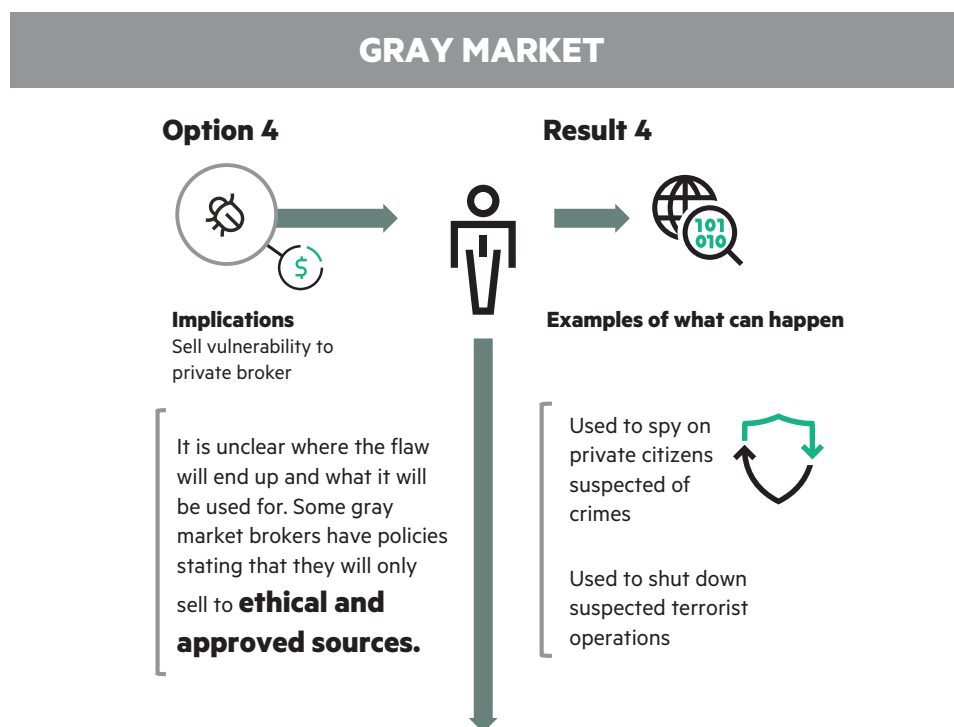 GRAY MARKET
Option 4
Result 4
$
101
010
Implications
Sell vulnerability to
private broker
Examples of what can happen
It is unclear where the flaw
will end up and what it will
be used for. Some gray
market brokers have policies
stating that they will only
sell to ethical and
approved sources.
Used to spy on
private citizens
suspected of
crimes
Used to shut down
suspected terrorist
operations